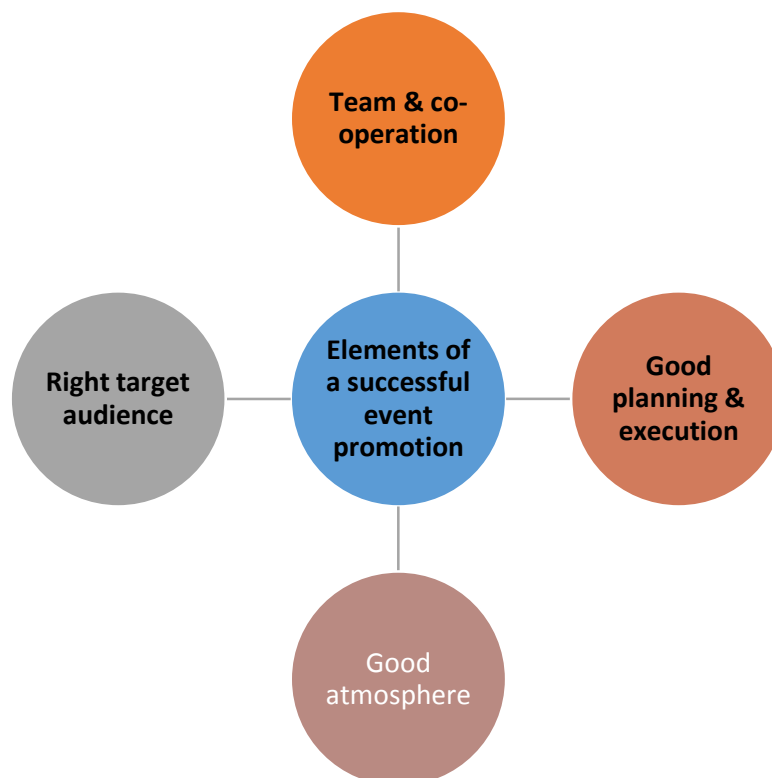 Team & co-
operation
Right target
audience
Elements of
a successful
event
promotion
Good
planning &
execution
Good
atmosphere